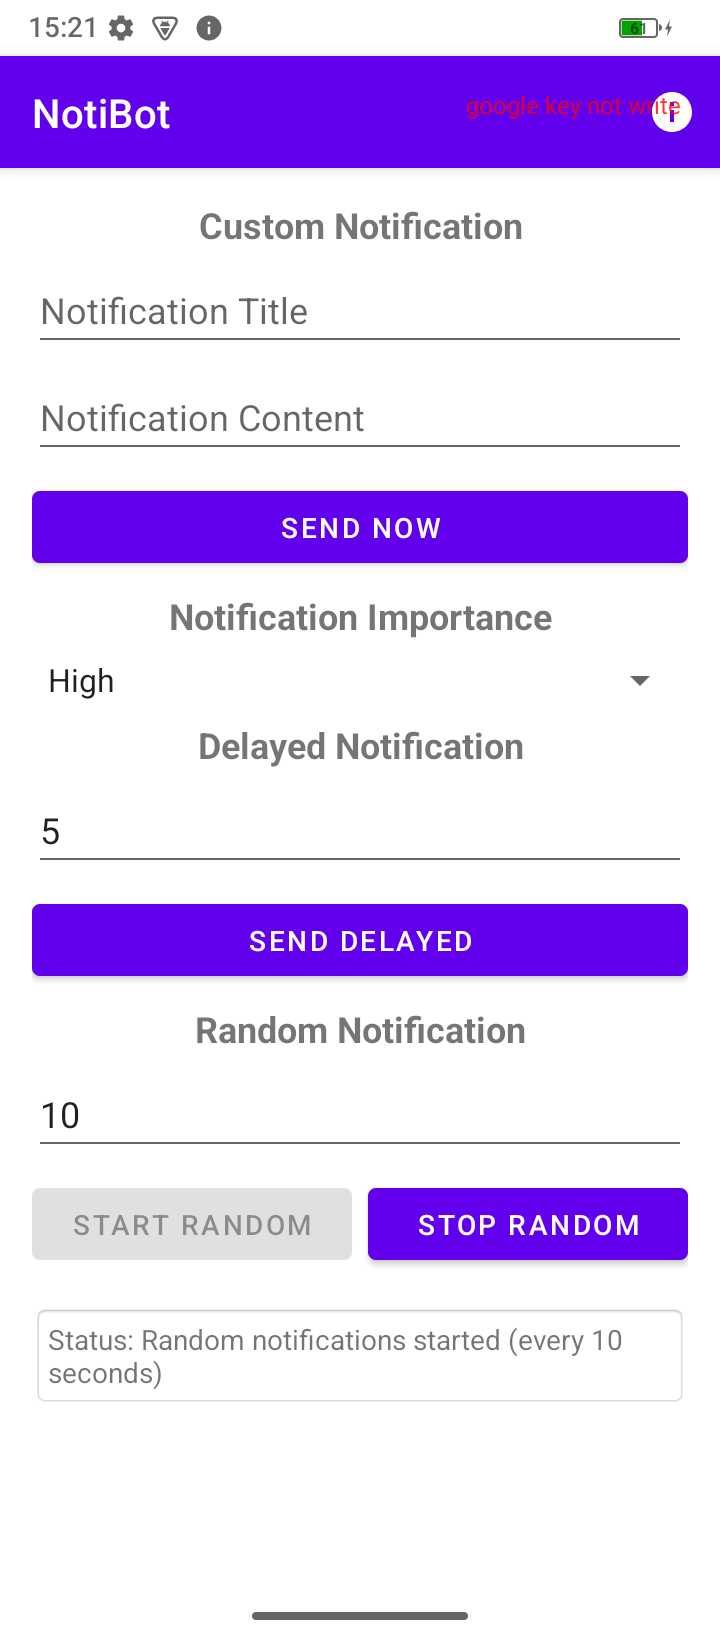 15:21
61
NotiBot
google key not write
Custom Notification
Notification Title
Notification Content
SEND NOW
Notification Importance
High
Delayed Notification
5
SEND DELAYED
Random Notification
10
START RANDOM
STOP RANDOM
Status: Random notifications started (every 10
seconds)